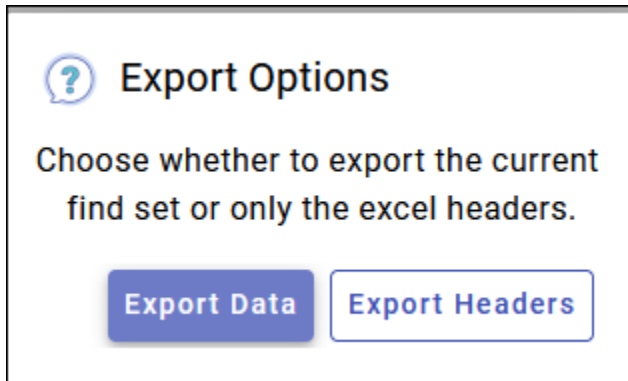 Export Options
Choose whether to export the current
find set or only the excel headers.
Export Data
Export Headers